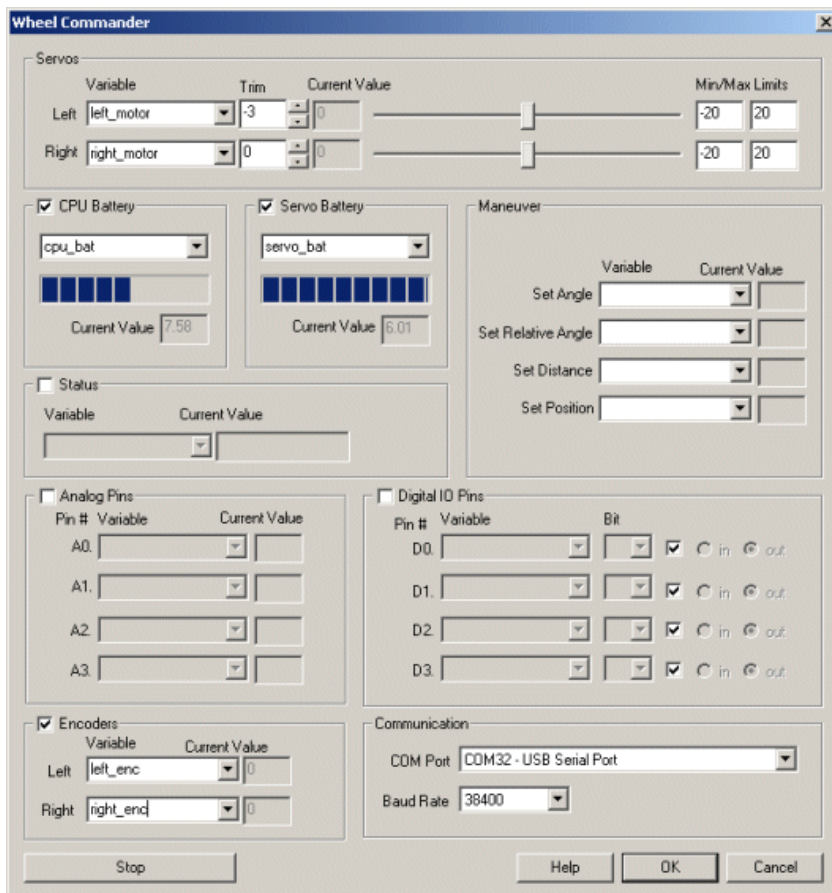 Wheel Commander
Servos
Variable Trim Current Value Min/Max Limits
Left left_motor -3 0 -20 20
Right right_motor 0 0 -20 20
CPU Battery
cpu_bat
Current Value 7.58
Servo Battery
servo_bat
Current Value 6.01
Maneuver
Variable Current Value
Set Angle
Set Relative Angle
Set Distance
Set Position
Status
Variable Current Value
Analog Pins
Pin # Variable Current Value
A0.
A1.
A2.
A3.
Digital IO Pins
Pin # Variable Bit
D0. in out
D1. in out
D2. in out
D3. in out
Encoders
Variable Current Value
Left left_enc 0
Right right_enc 0
Communication
COM Port COM32 - USB Serial Port
Baud Rate 38400
Stop Help OK Cancel